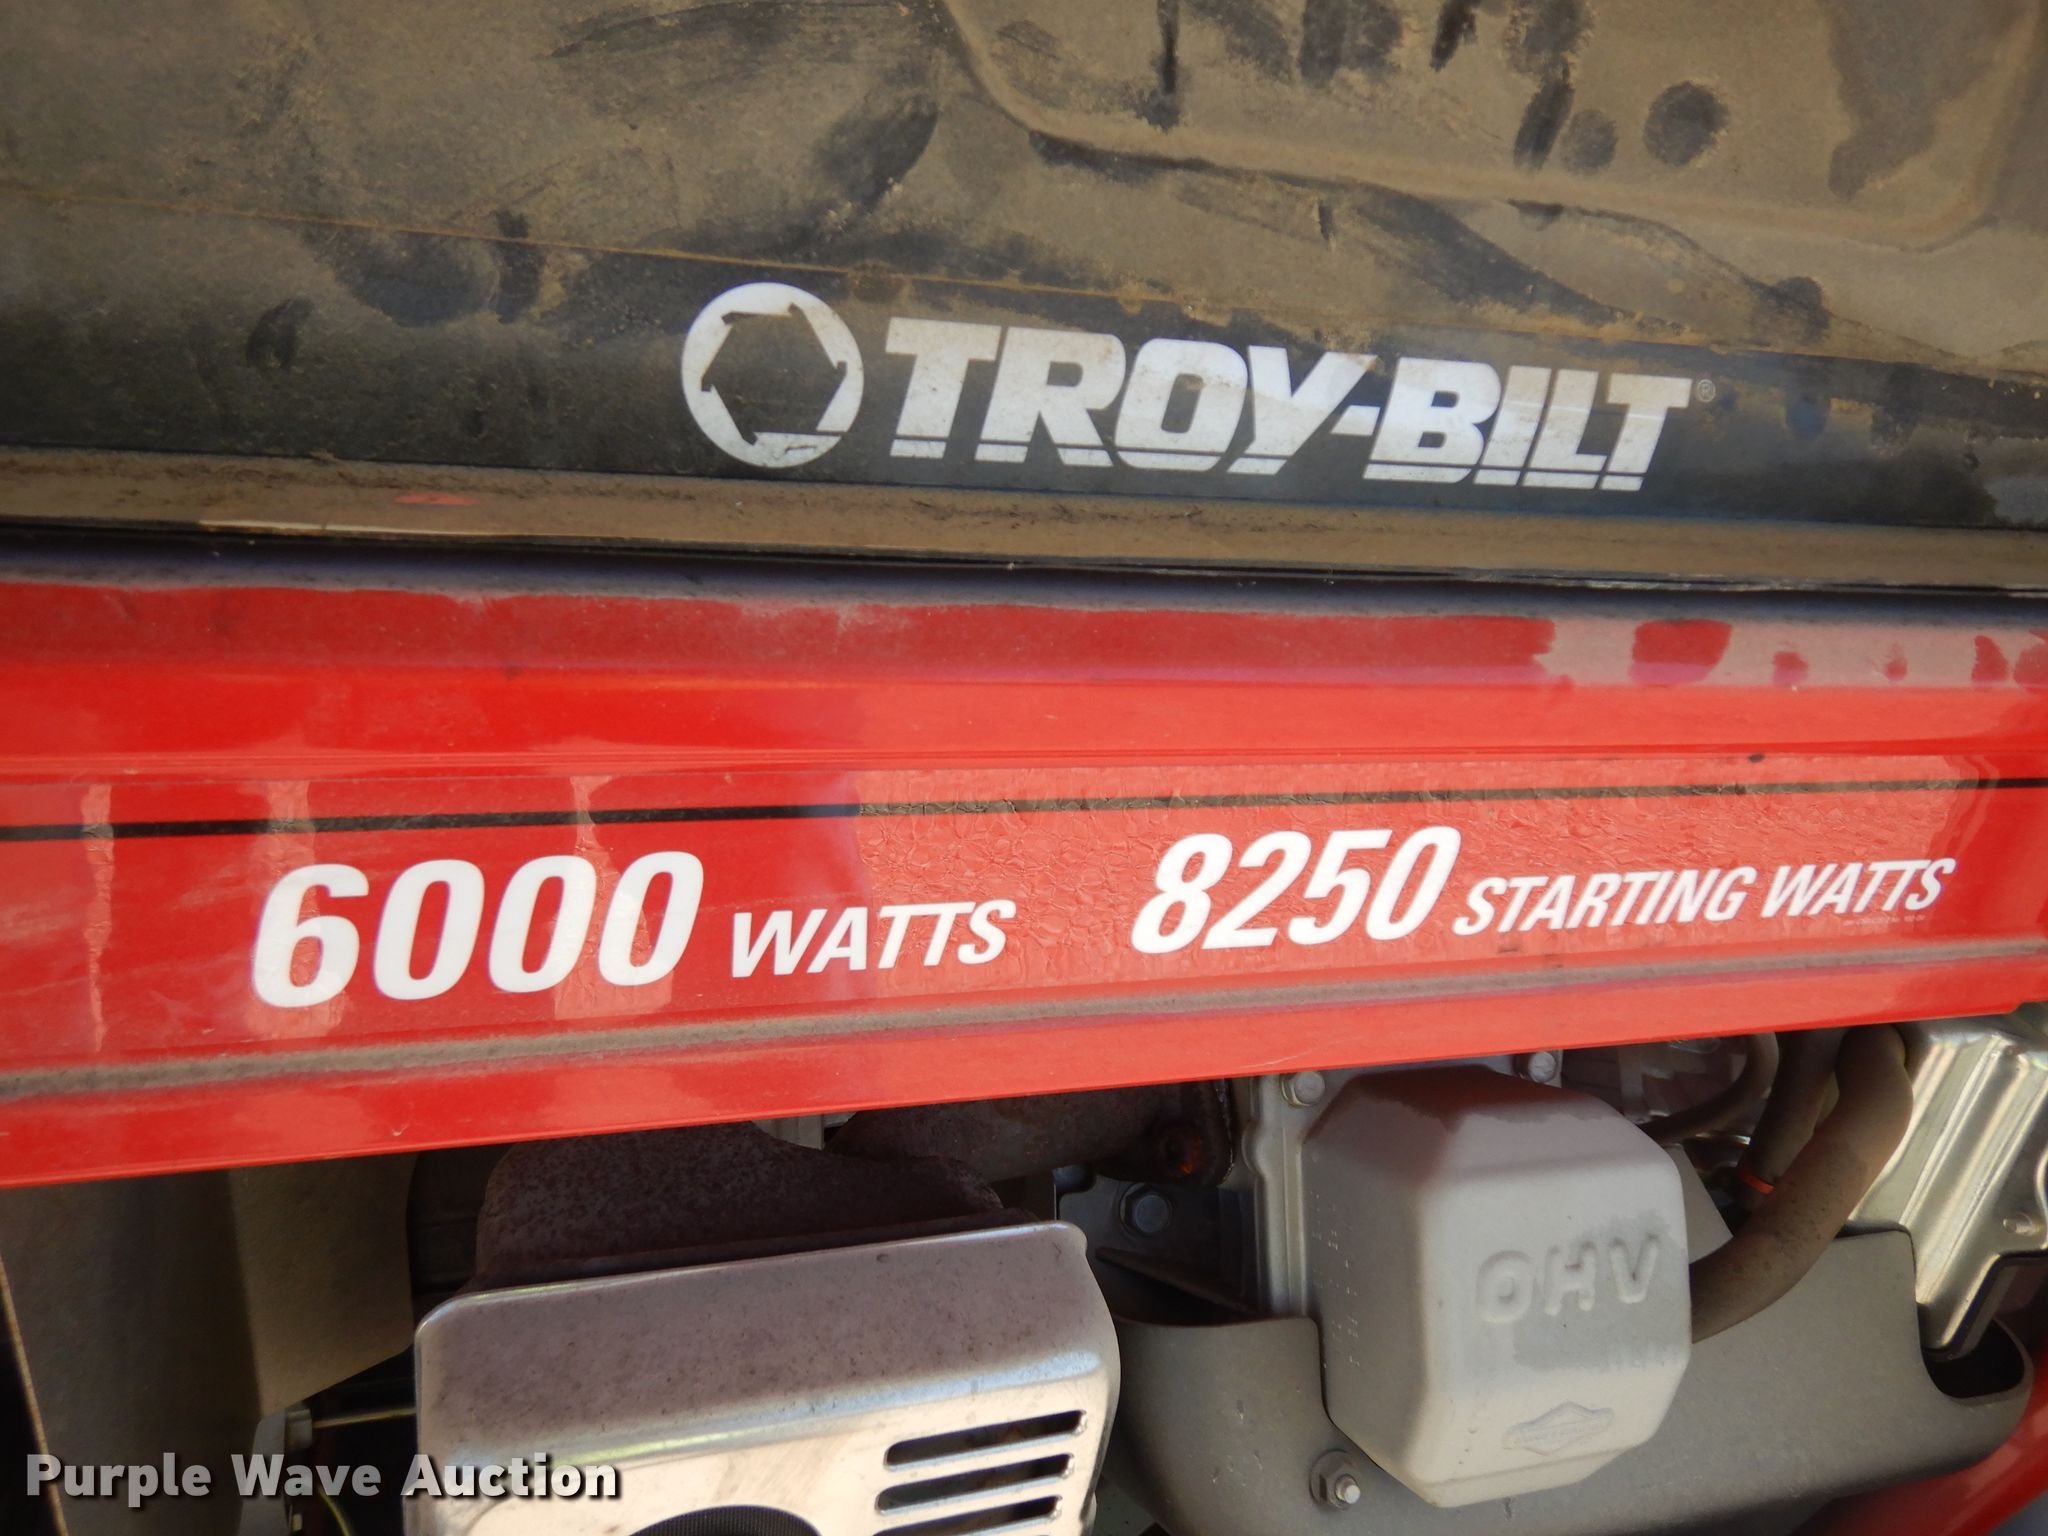 TROY-BILT®
6000 WATTS 8250 STARTING WATTS
OHV
Purple Wave Auction